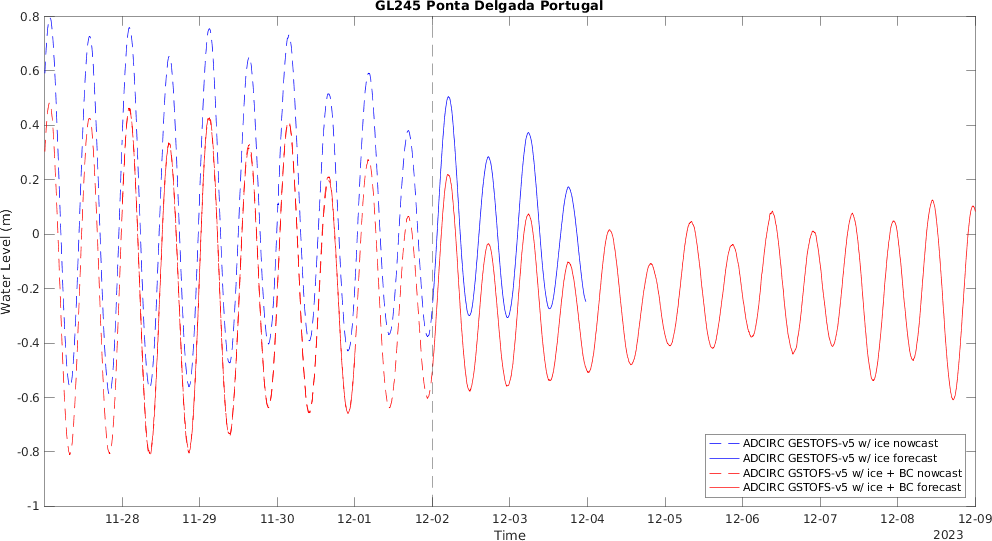 GL245 Ponta Delgada Portugal
0.8
0.6
0.4
0.2
0
-0.2
-0.4
-0.6
-0.8
-1
Water Level (m)
11-28 11-29 11-30 12-01 12-02 12-03 12-04 12-05 12-06 12-07 12-08 12-09
Time
2023
ADCIRC GESTOFS-v5 w/ ice nowcast
ADCIRC GESTOFS-v5 w/ ice forecast
ADCIRC GSTOFS-v5 w/ ice + BC nowcast
ADCIRC GSTOFS-v5 w/ ice + BC forecast